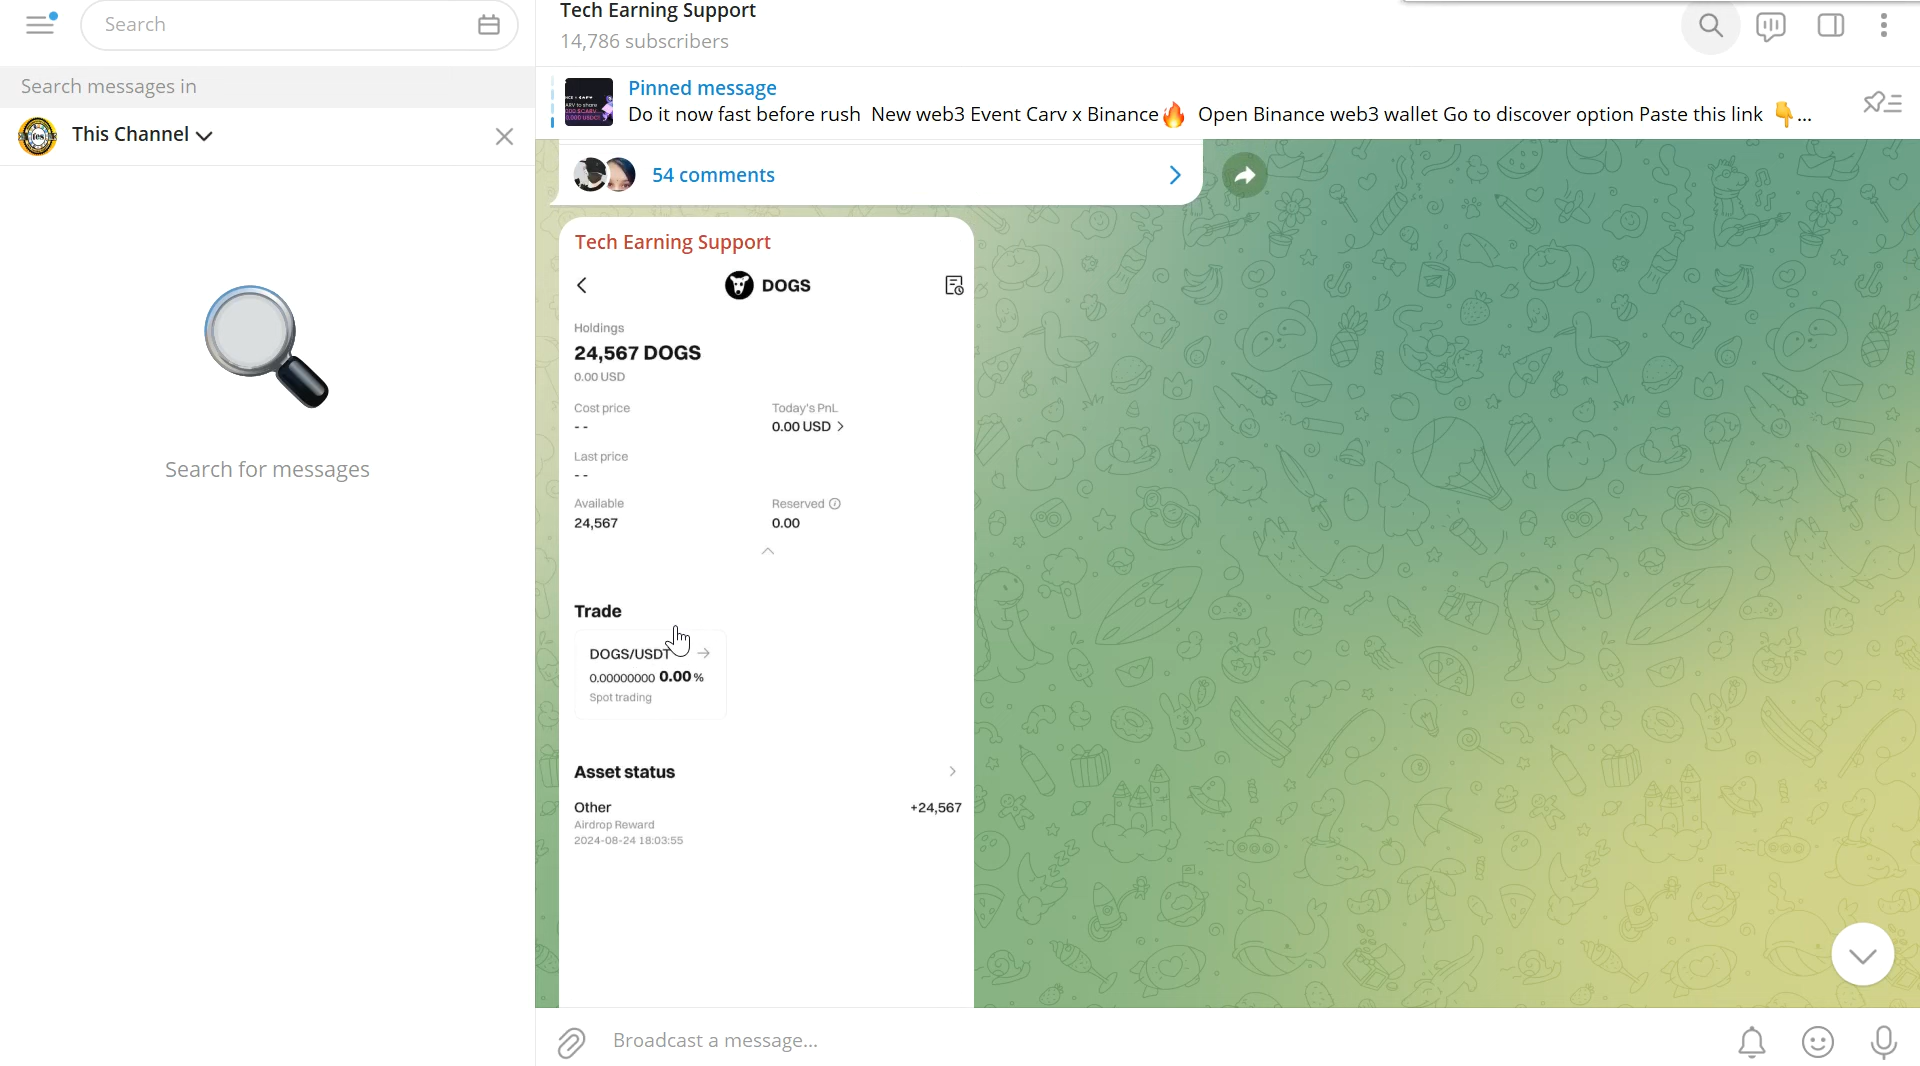 Search
Search messages in
This Channel
Search for messages
Tech Earning Support
14,786 subscribers
Pinned message
Do it now fast before rush New web3 Event Carv x Binance🔥 Open Binance web3 wallet Go to discover option Paste this link 👇...
54 comments
Tech Earning Support
DOGS
Holdings
24,567 DOGS
0.00 USD
Cost price
Today's PnL
--
0.00 USD >
Last price
--
Available
Reserved
24,567
0.00
Trade
DOGS/USDT
0.00000000 0.00 %
Spot trading
Asset status
Other
+24,567
Airdrop Reward
2024-08-24 18:03:55
Broadcast a message...